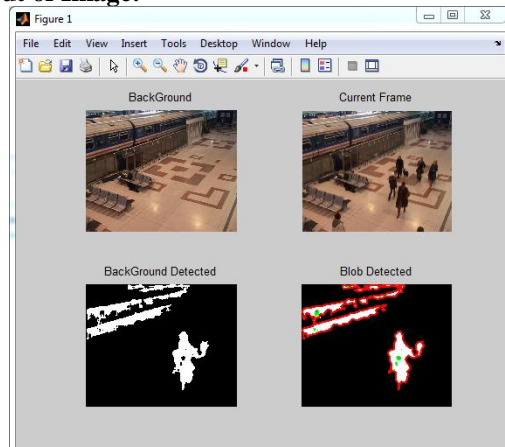 Figure 1
File Edit View Insert Tools Desktop Window Help
BackGround
Current Frame
BackGround Detected
Blob Detected